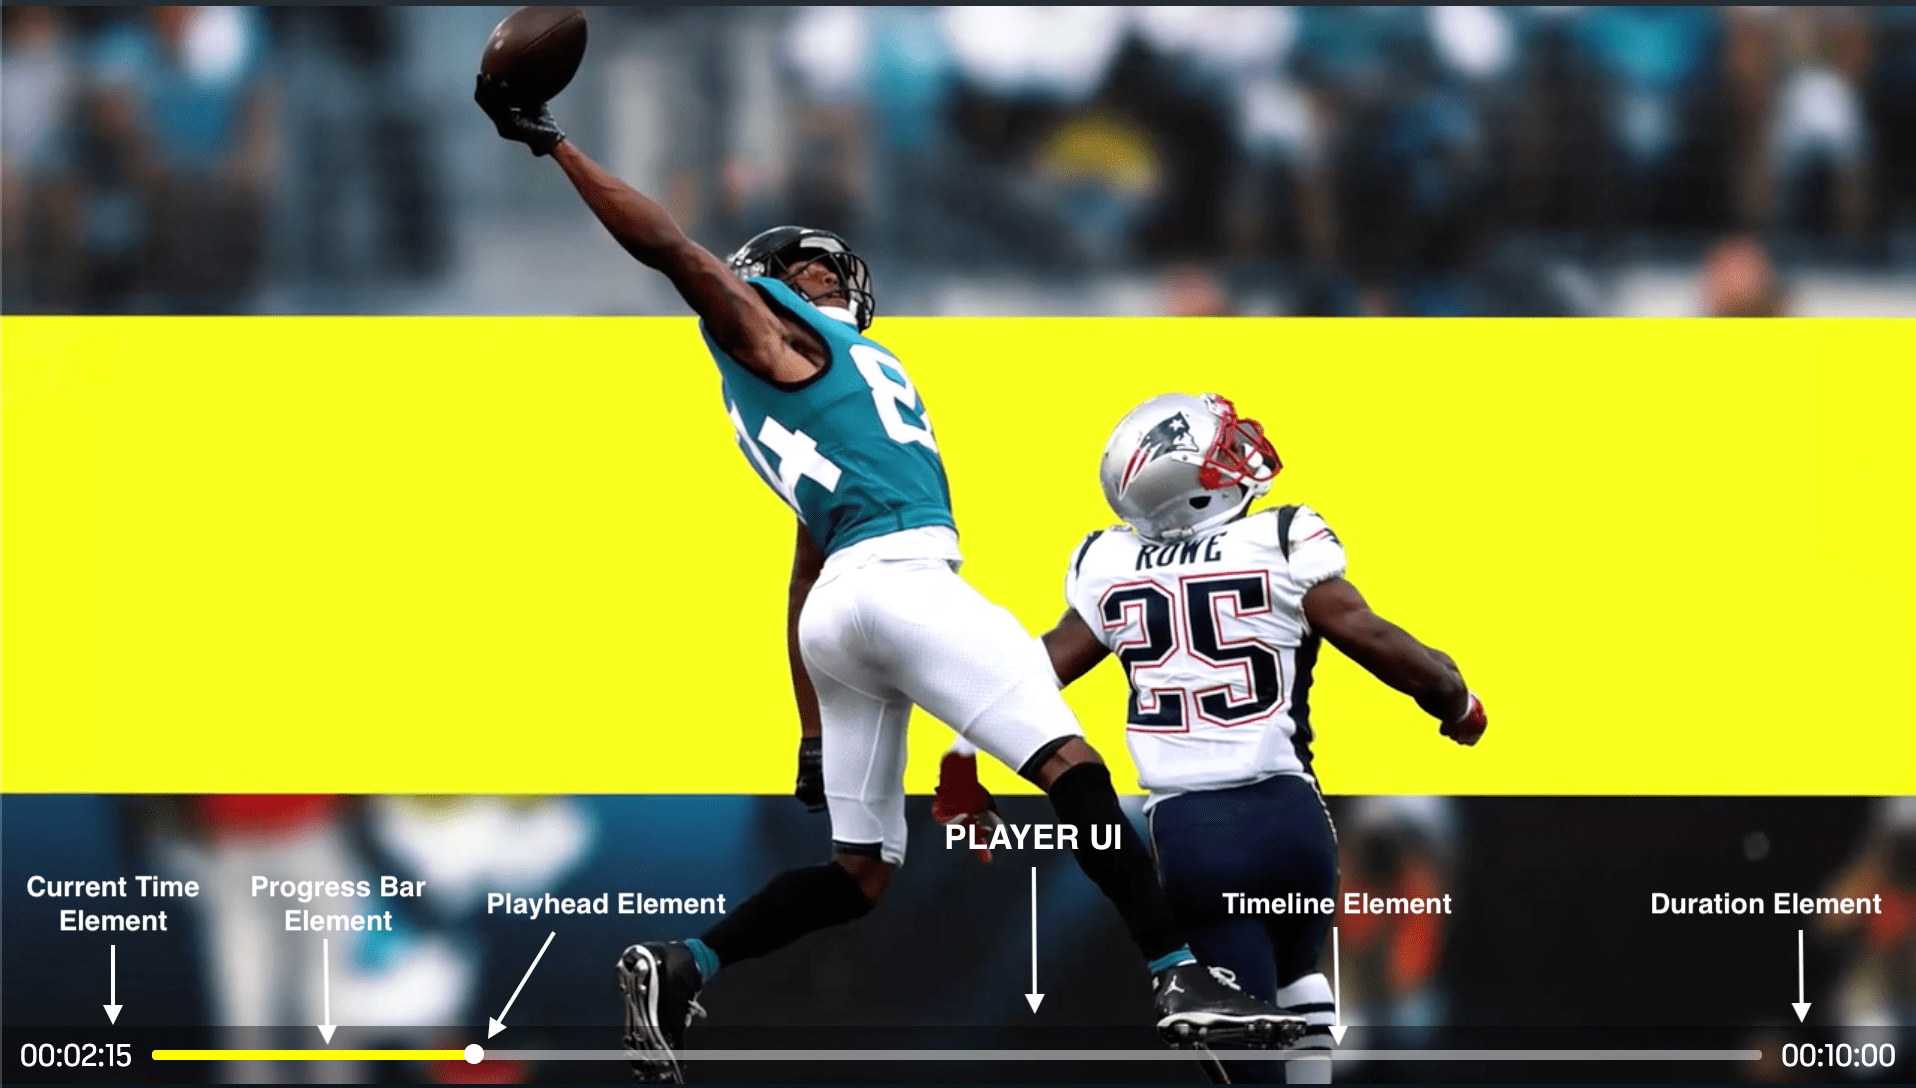 84
ROWE
25
PLAYER UI
Current Time
Element
Progress Bar
Element
Playhead Element
Timeline Element
Duration Element
00:02:15
00:10:00